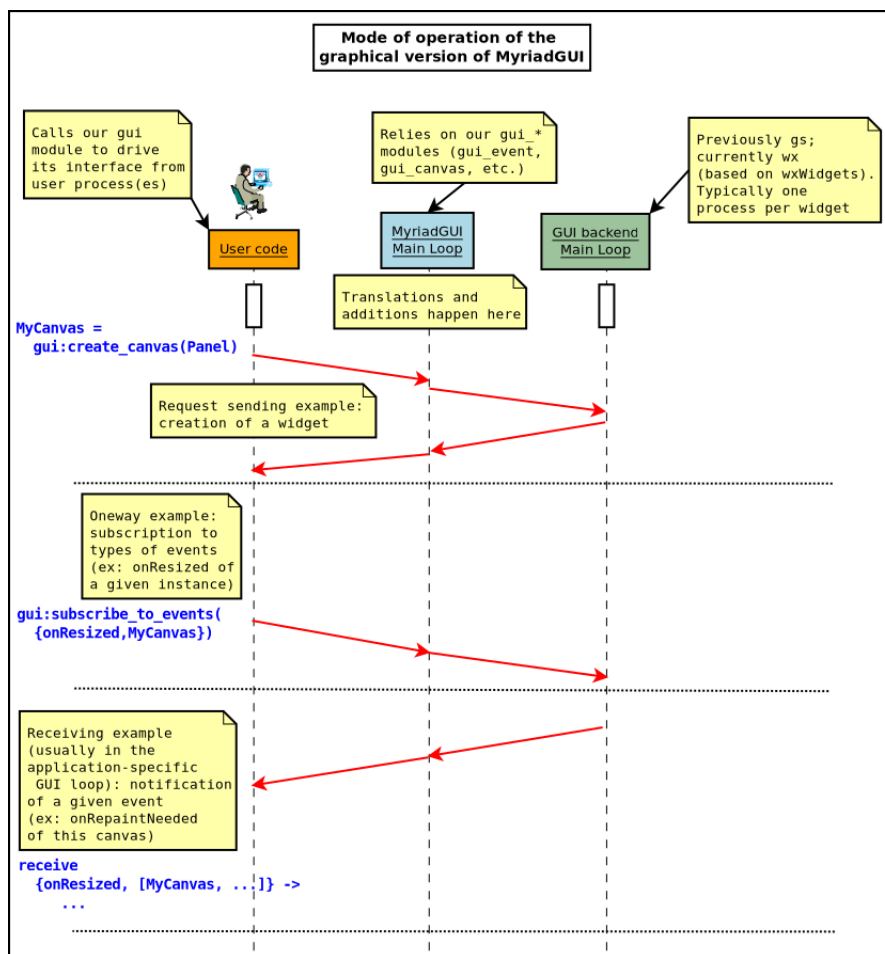 Mode of operation of the
graphical version of MyriadGUI
Calls our gui
module to drive
its interface from
user process(es)
Relies on our gui_*
modules (gui_event,
gui_canvas, etc.)
Previously gs;
currently wx
(based on wxWidgets).
Typically one
process per widget
User code
MyriadGUI
Main Loop
GUI backend
Main Loop
Translations and
additions happen here
MyCanvas =
gui:create_canvas(Panel)
Request sending example:
creation of a widget
Oneway example:
subscription to
types of events
(ex: onResized of
a given instance)
gui:subscribe_to_events(
{onResized,MyCanvas})
Receiving example
(usually in the
application-specific
GUI loop): notification
of a given event
(ex: onRepaintNeeded
of this canvas)
receive
{onResized, [MyCanvas, ...]} ->
...